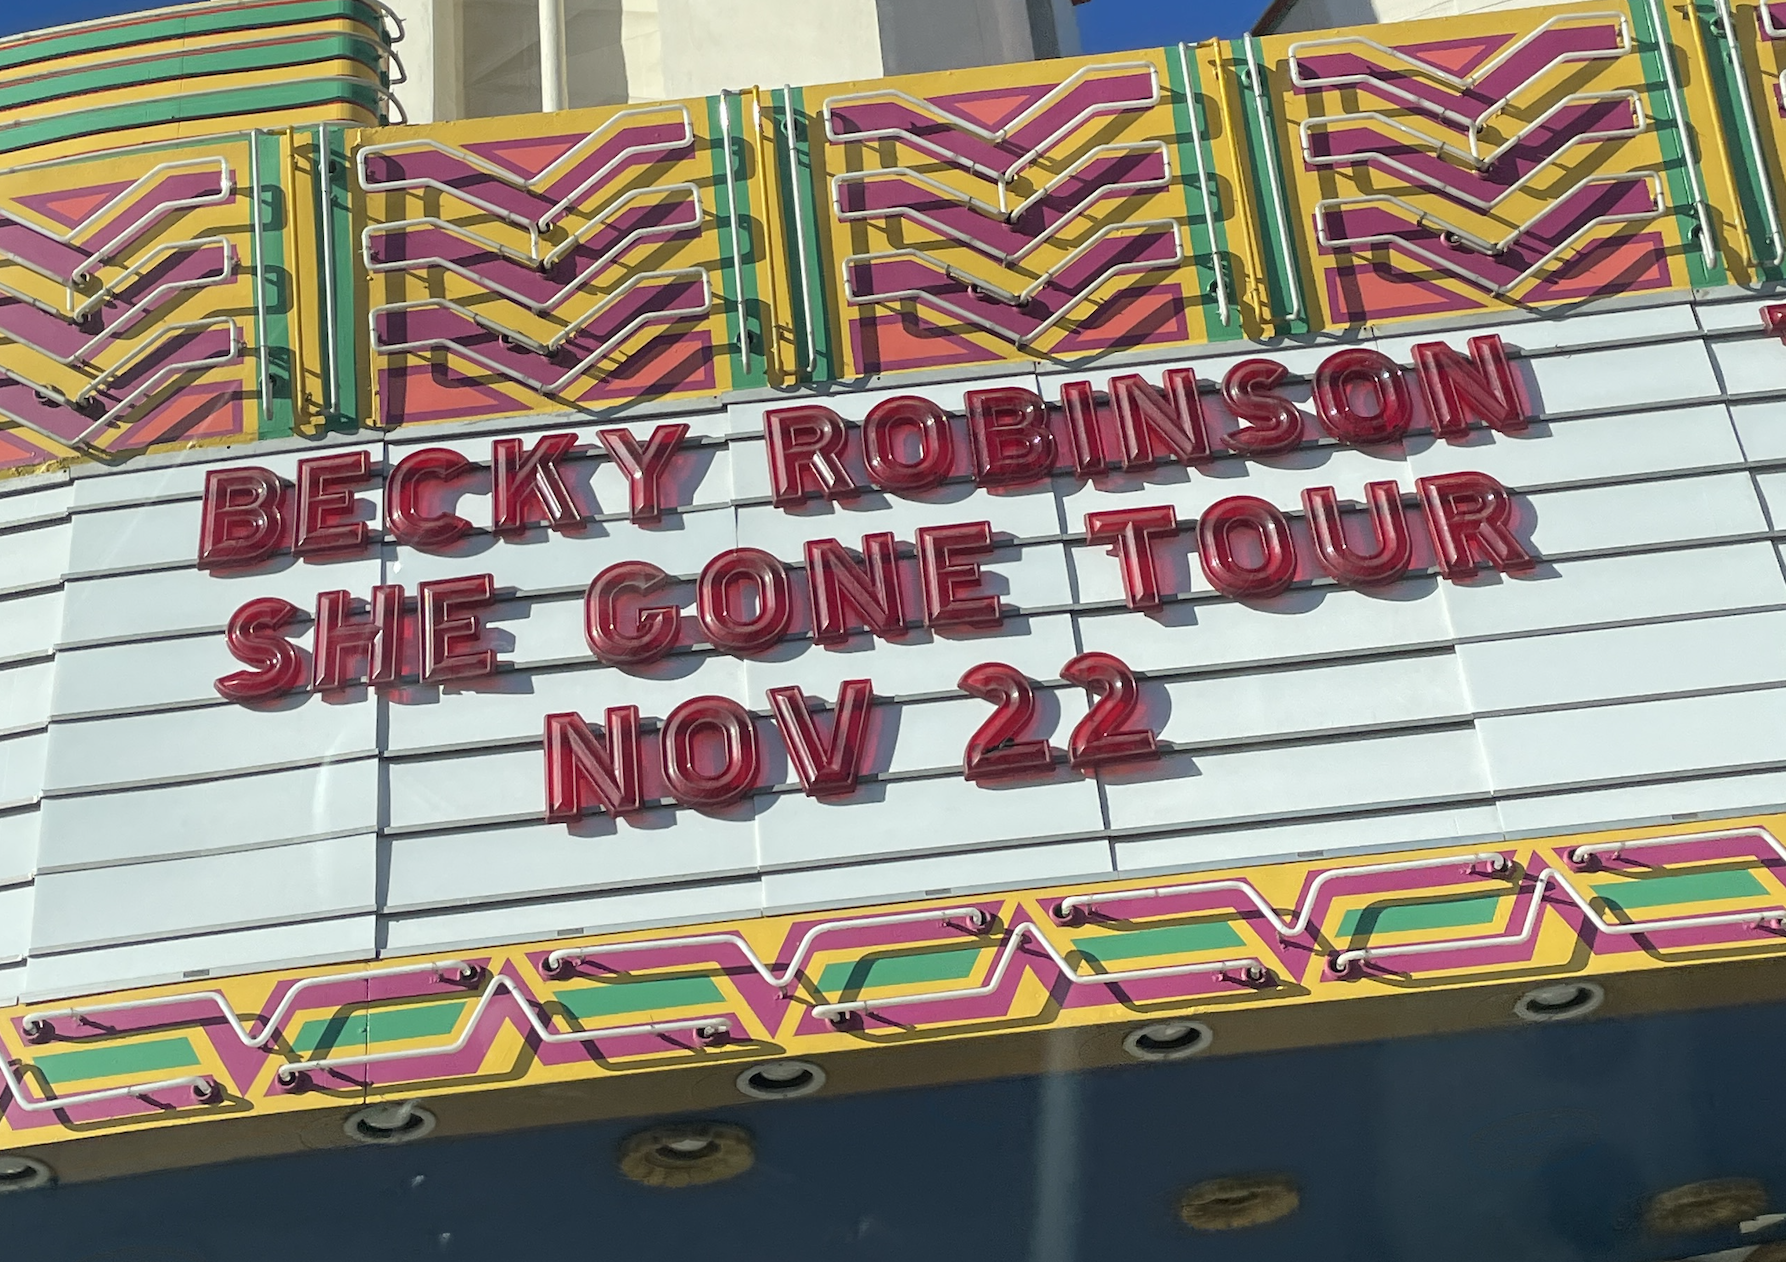 BECKY ROBINSON
SHE GONE TOUR
NOV 22